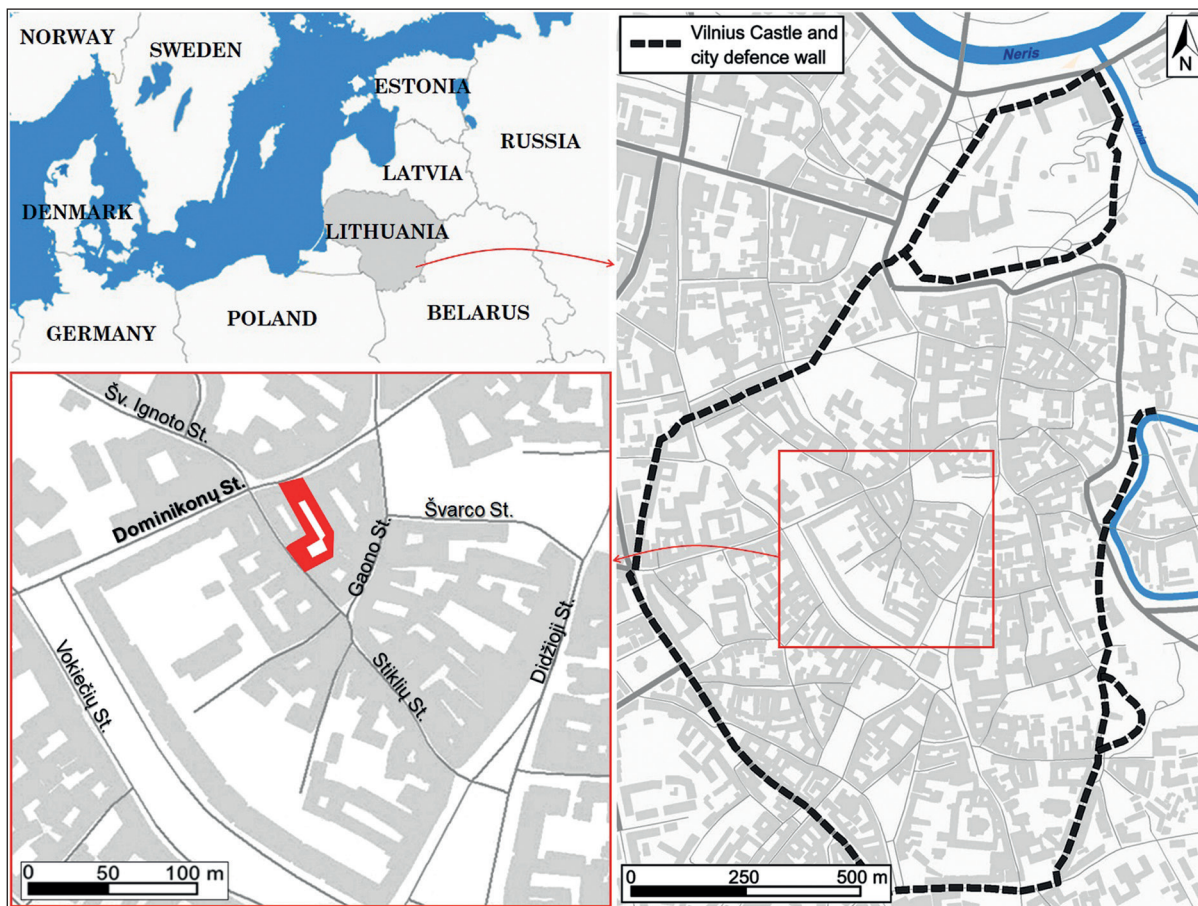 NORWAY
SWEDEN
ESTONIA
RUSSIA
LATVIA
DENMARK
LITHUANIA
GERMANY
POLAND
BELARUS
Vilnius Castle and
city defence wall
N
Neris
Vilnia
Šv. Ignoto St.
Dominikonų St.
Švarco St.
Gaono St.
Didžioji St.
Vokiečių St.
Stiklių St.
0 50 100 m
0 250 500 m